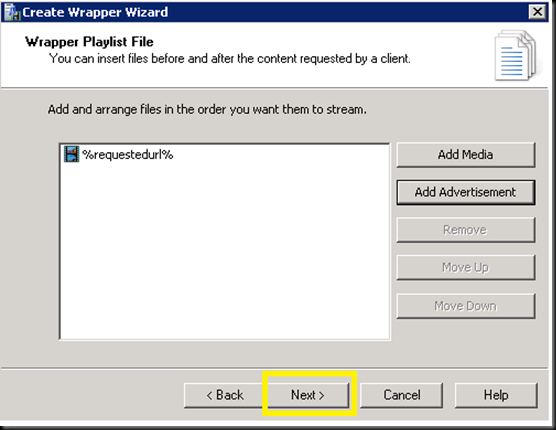 Create Wrapper Wizard
Wrapper Playlist File
You can insert files before and after the content requested by a client.
Add and arrange files in the order you want them to stream.
%requestedurl%
Add Media
Add Advertisement
Remove
Move Up
Move Down
< Back
Next >
Cancel
Help